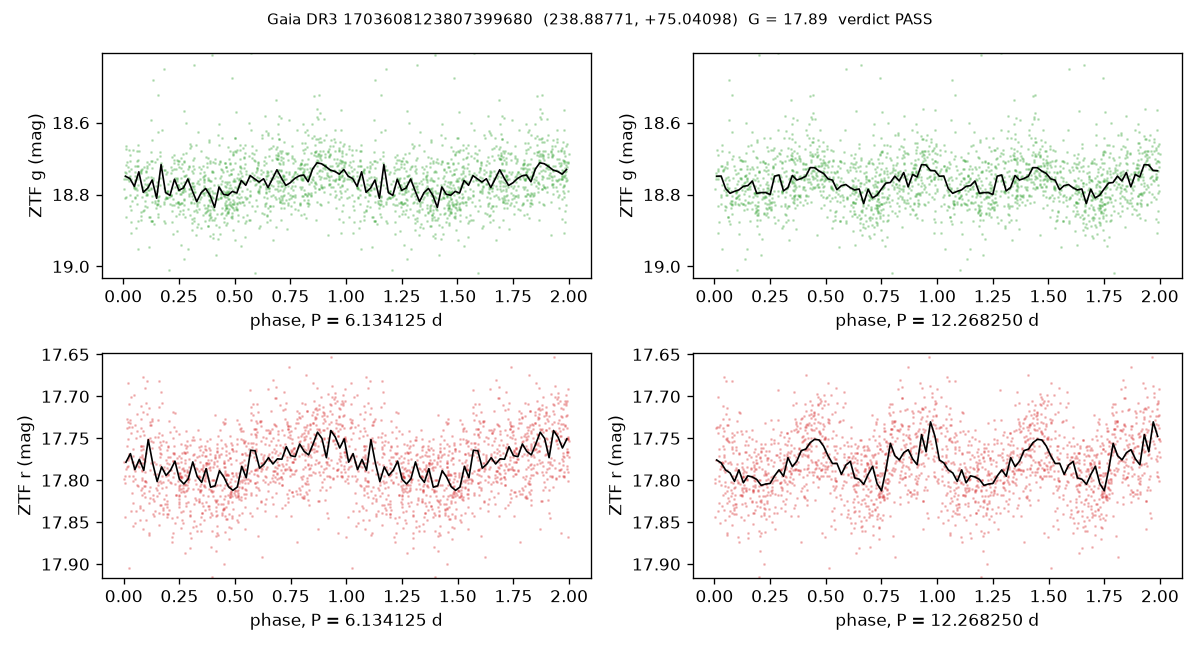 Gaia DR3 1703608123807399680  (238.88771, +75.04098)  G = 17.89  verdict PASS
ZTF g (mag)
18.6
18.8
19.0
0.00 0.25 0.50 0.75 1.00 1.25 1.50 1.75 2.00
phase, P = 6.134125 d
ZTF g (mag)
18.6
18.8
19.0
0.00 0.25 0.50 0.75 1.00 1.25 1.50 1.75 2.00
phase, P = 12.268250 d
ZTF r (mag)
17.65
17.70
17.75
17.80
17.85
17.90
0.00 0.25 0.50 0.75 1.00 1.25 1.50 1.75 2.00
phase, P = 6.134125 d
ZTF r (mag)
17.65
17.70
17.75
17.80
17.85
17.90
0.00 0.25 0.50 0.75 1.00 1.25 1.50 1.75 2.00
phase, P = 12.268250 d